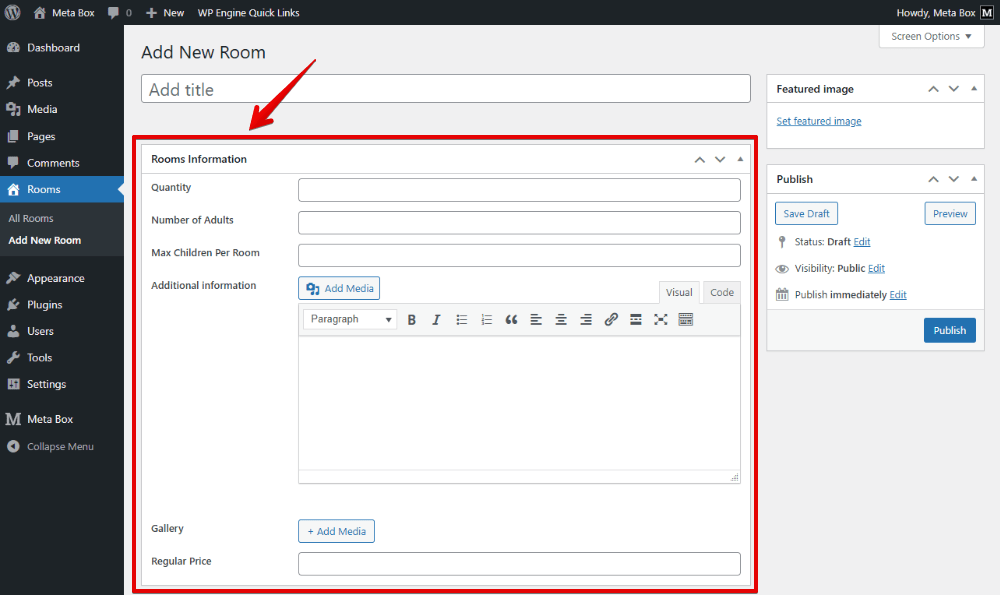 Meta Box 0 New WP Engine Quick Links Howdy, Meta Box M
Screen Options
Dashboard
Posts
Media
Pages
Comments
Rooms
All Rooms
Add New Room
Appearance
Plugins
Users
Tools
Settings
Meta Box
Collapse Menu
Add New Room
Add title
Rooms Information
Quantity
Number of Adults
Max Children Per Room
Additional information
Add Media
Visual Code
Paragraph
Gallery
+ Add Media
Regular Price
Featured image
Set featured image
Publish
Save Draft Preview
Status: Draft Edit
Visibility: Public Edit
Publish immediately Edit
Publish